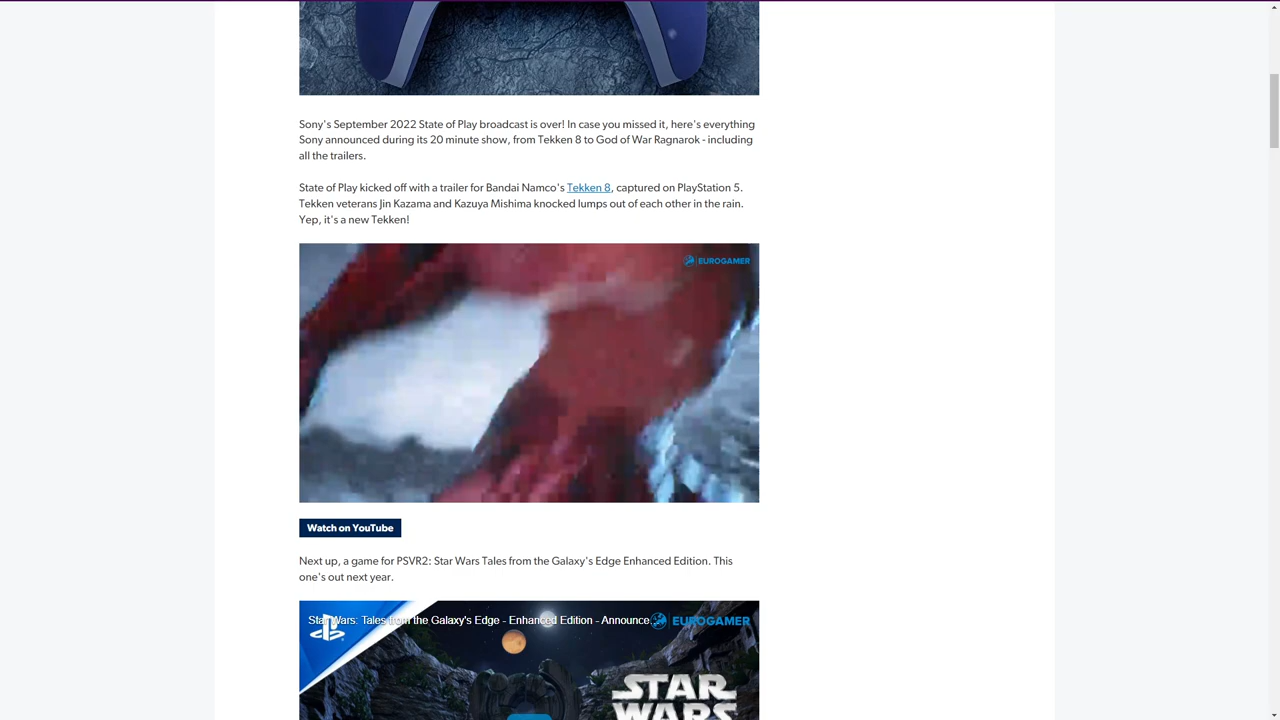 Sony's September 2022 State of Play broadcast is over! In case you missed it, here's everything
Sony announced during its 20 minute show, from Tekken 8 to God of War Ragnarok - including
all the trailers.
State of Play kicked off with a trailer for Bandai Namco's Tekken 8, captured on PlayStation 5.
Tekken veterans Jin Kazama and Kazuya Mishima knocked lumps out of each other in the rain.
Yep, it's a new Tekken!
EUROGAMER
Watch on YouTube
Next up, a game for PSVR2: Star Wars Tales from the Galaxy's Edge Enhanced Edition. This
one's out next year.
Star Wars: Tales from the Galaxy's Edge - Enhanced Edition - Announce...
EUROGAMER
STAR
WARS